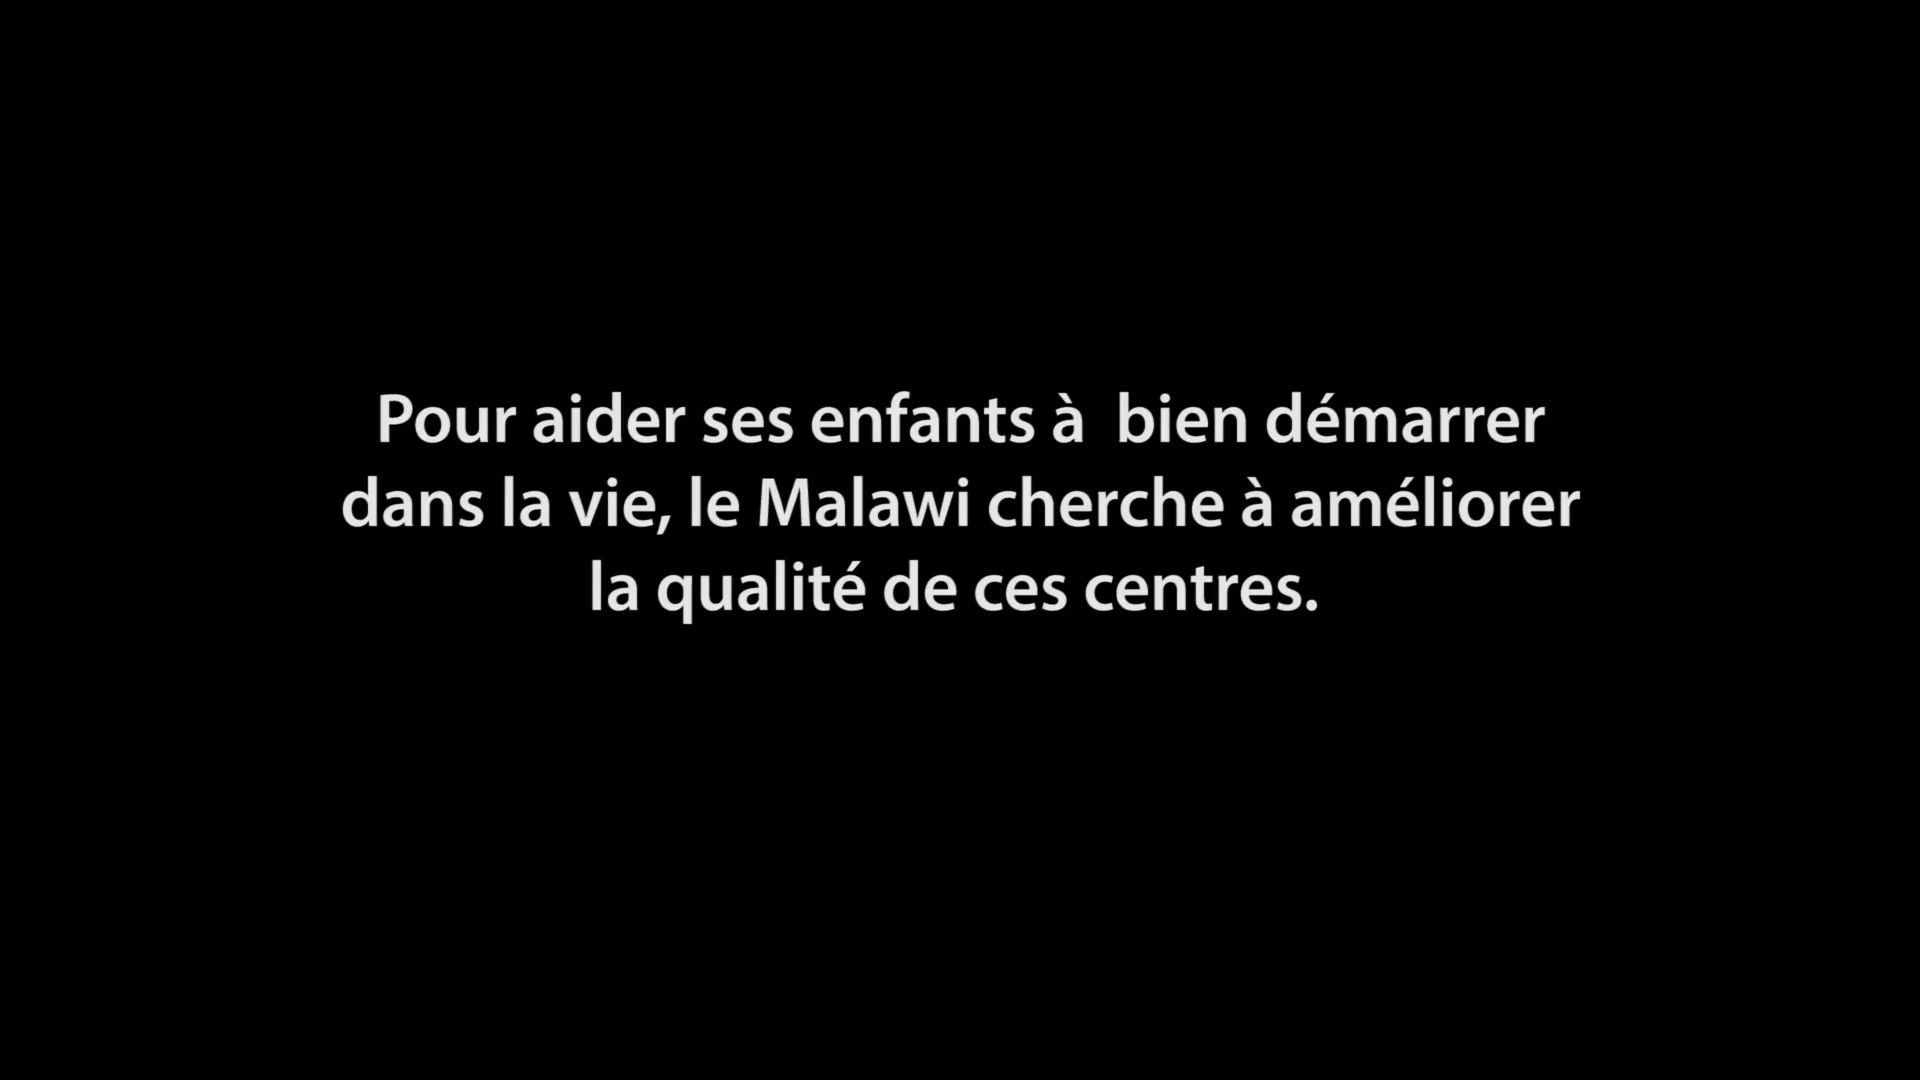 Pour aider ses enfants à  bien démarrer
dans la vie, le Malawi cherche à améliorer
la qualité de ces centres.